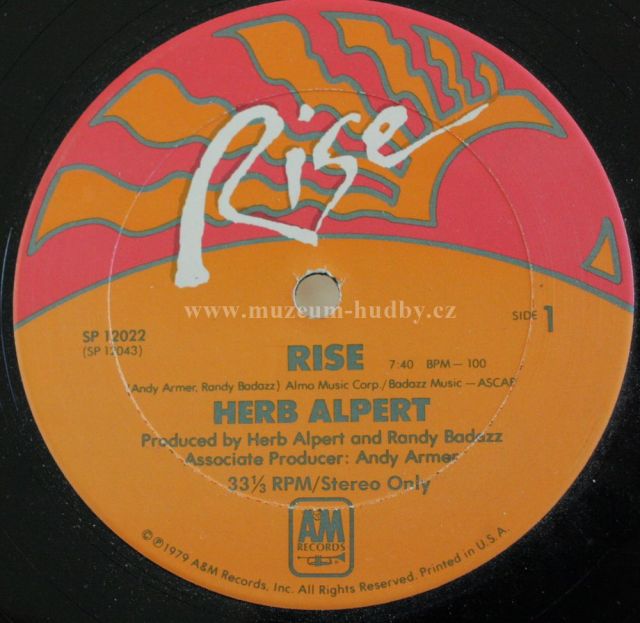 Rise
www.muzeum-hudby.cz
SP 12022
(SP 12043)
SIDE 1
RISE 7:40 BPM – 100
(Andy Armer, Randy Badazz) Almo Music Corp./Badazz Music – ASCAP
HERB ALPERT
Produced by Herb Alpert and Randy Badazz
Associate Producer: Andy Armer
33⅓ RPM/Stereo Only
A&M
RECORDS
©℗1979 A&M Records, Inc. All Rights Reserved. Printed in U.S.A.